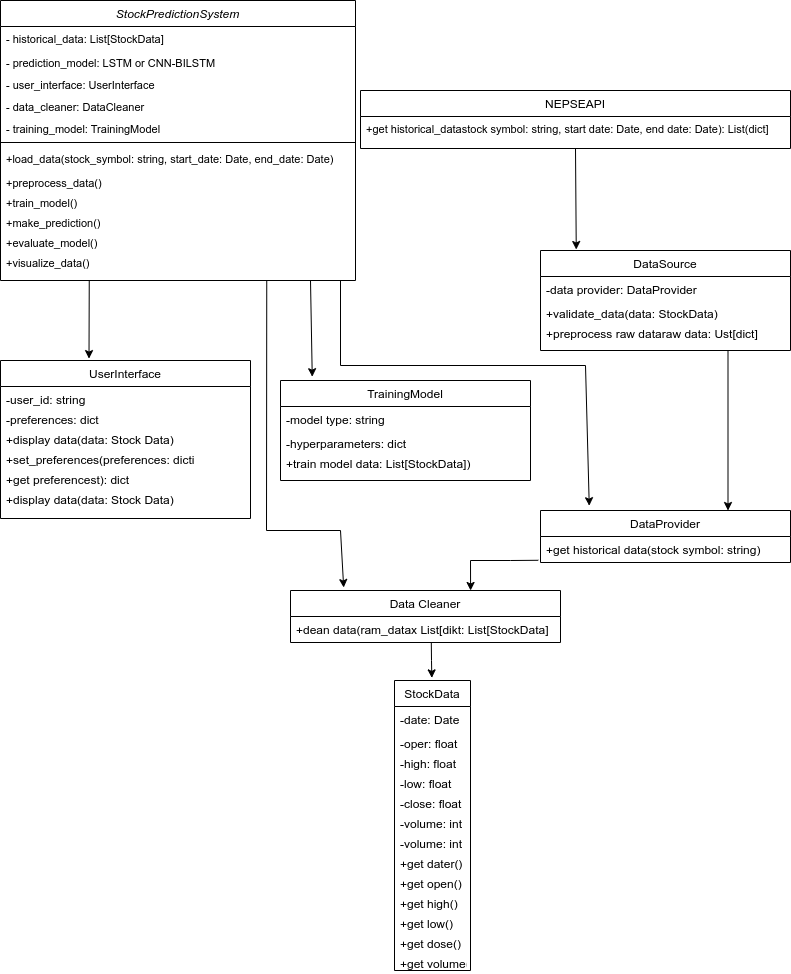 StockPredictionSystem
- historical_data: List[StockData]
- prediction_model: LSTM or CNN-BILSTM
- user_interface: UserInterface
- data_cleaner: DataCleaner
- training_model: TrainingModel
+load_data(stock_symbol: string, start_date: Date, end_date: Date)
+preprocess_data()
+train_model()
+make_prediction()
+evaluate_model()
+visualize_data()
NEPSEAPI
+get historical_datastock symbol: string, start date: Date, end date: Date): List(dict]
DataSource
-data provider: DataProvider
+validate_data(data: StockData)
+preprocess raw dataraw data: Ust[dict]
UserInterface
-user_id: string
-preferences: dict
+display data(data: Stock Data)
+set_preferences(preferences: dicti
+get preferencest): dict
+display data(data: Stock Data)
TrainingModel
-model type: string
-hyperparameters: dict
+train model data: List[StockData])
DataProvider
+get historical data(stock symbol: string)
Data Cleaner
+dean data(ram_datax List[dikt: List[StockData]
StockData
-date: Date
-oper: float
-high: float
-low: float
-close: float
-volume: int
-volume: int
+get dater()
+get open()
+get high()
+get low()
+get dose()
+get volume